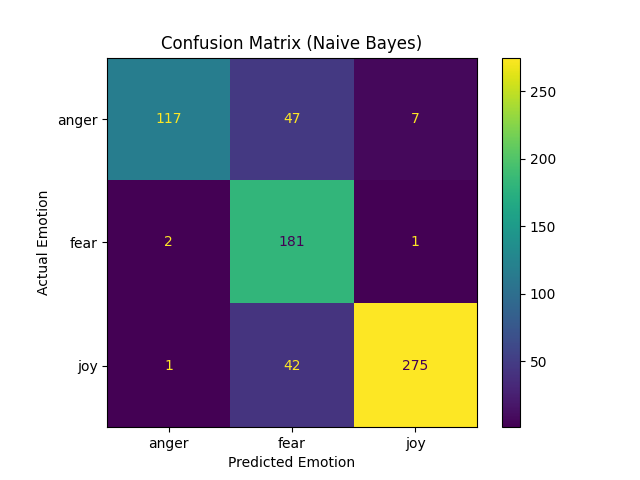 Confusion Matrix (Naive Bayes)
anger 117 47 7
fear 2 181 1
joy 1 42 275
anger fear joy
Predicted Emotion
Actual Emotion
250
200
150
100
50